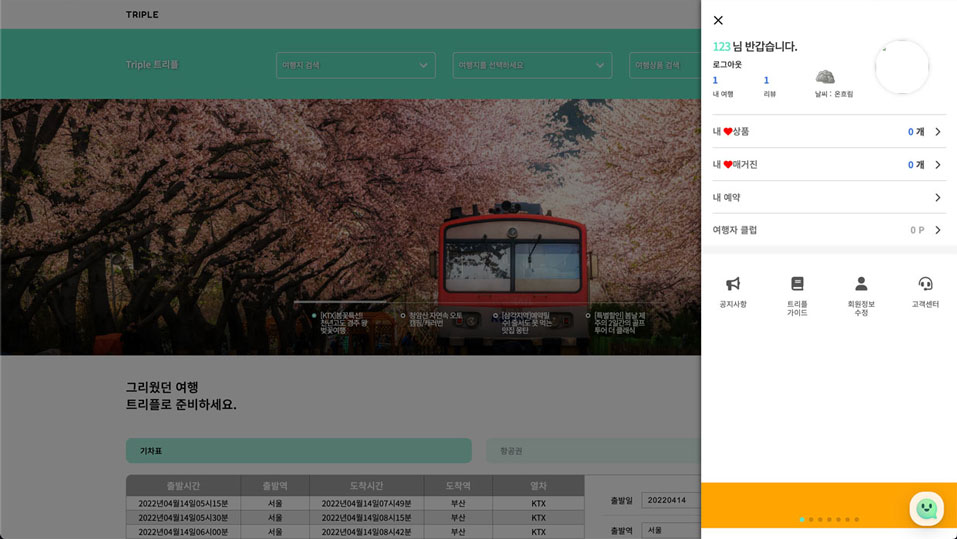 TRIPLE
Triple 트리플
여행지 검색
여행지를 선택하세요
여행상품 검색
[KTX]봄꽃특선!
천년고도 경주 왕
벚꽃여행
청양산 자연속 오토
캠핑/캐러반
[삼각지역]예약필
수! 줄서도 못 먹는
맛집 몽탄
[특별할인] 봄날 제
주의 2일간의 골프
투어 더 클래식
그리웠던 여행
트리플로 준비하세요.
기차표
항공권
출발시간 출발역 도착시간 도착역 열차
2022년04월14일05시15분 서울 2022년04월14일07시49분 부산 KTX
2022년04월14일05시30분 서울 2022년04월14일08시15분 부산 KTX
2022년04월14일06시00분 서울 2022년04월14일08시42분 부산 KTX
출발일 20220414
출발역 서울
123 님 반갑습니다.
로그아웃
1
내 여행
1
리뷰
날씨 : 온흐림
내 ❤상품 0 개
내 ❤매거진 0 개
내 예약
여행자 클럽 0 P
공지사항
트리플
가이드
회원정보
수정
고객센터